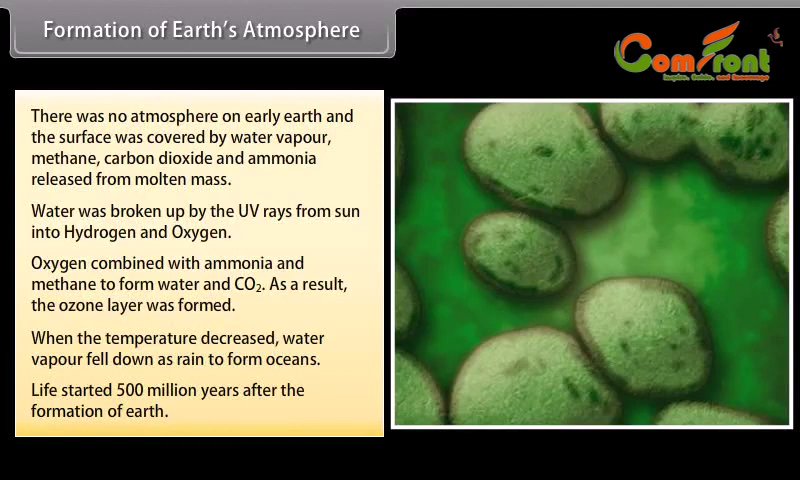 Formation of Earth's Atmosphere
ComFront
Inspire, Guide, and Encourage
There was no atmosphere on early earth and
the surface was covered by water vapour,
methane, carbon dioxide and ammonia
released from molten mass.
Water was broken up by the UV rays from sun
into Hydrogen and Oxygen.
Oxygen combined with ammonia and
methane to form water and CO₂. As a result,
the ozone layer was formed.
When the temperature decreased, water
vapour fell down as rain to form oceans.
Life started 500 million years after the
formation of earth.